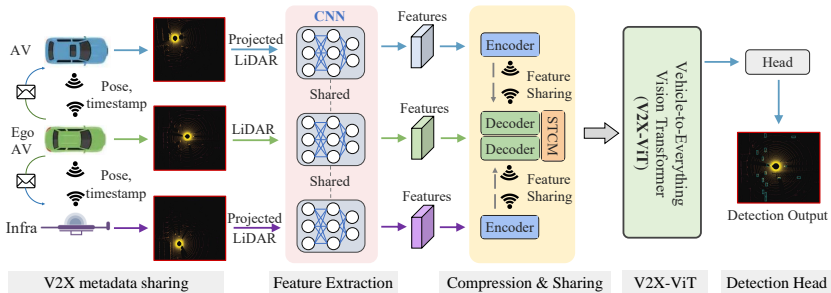 AV
Pose,
timestamp
Ego
AV
Pose,
timestamp
Infra
Projected
LiDAR
LiDAR
Projected
LiDAR
CNN
Shared
Shared
Features
Features
Features
Encoder
Feature
Sharing
Decoder
Decoder
STCM
Feature
Sharing
Encoder
Vehicle-to-Everything
Vision Transformer
(V2X-ViT)
Head
Detection Output
V2X metadata sharing
Feature Extraction
Compression & Sharing
V2X-ViT
Detection Head